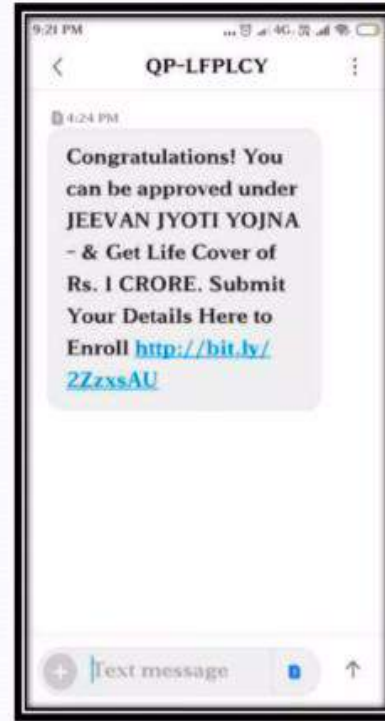 9:21 PM
... 4G
QP-LFPLCY
4:24 PM
Congratulations! You
can be approved under
JEEVAN JYOTI YOJNA
- & Get Life Cover of
Rs. 1 CRORE. Submit
Your Details Here to
Enroll http://bit.ly/
2ZzxsAU
Text message